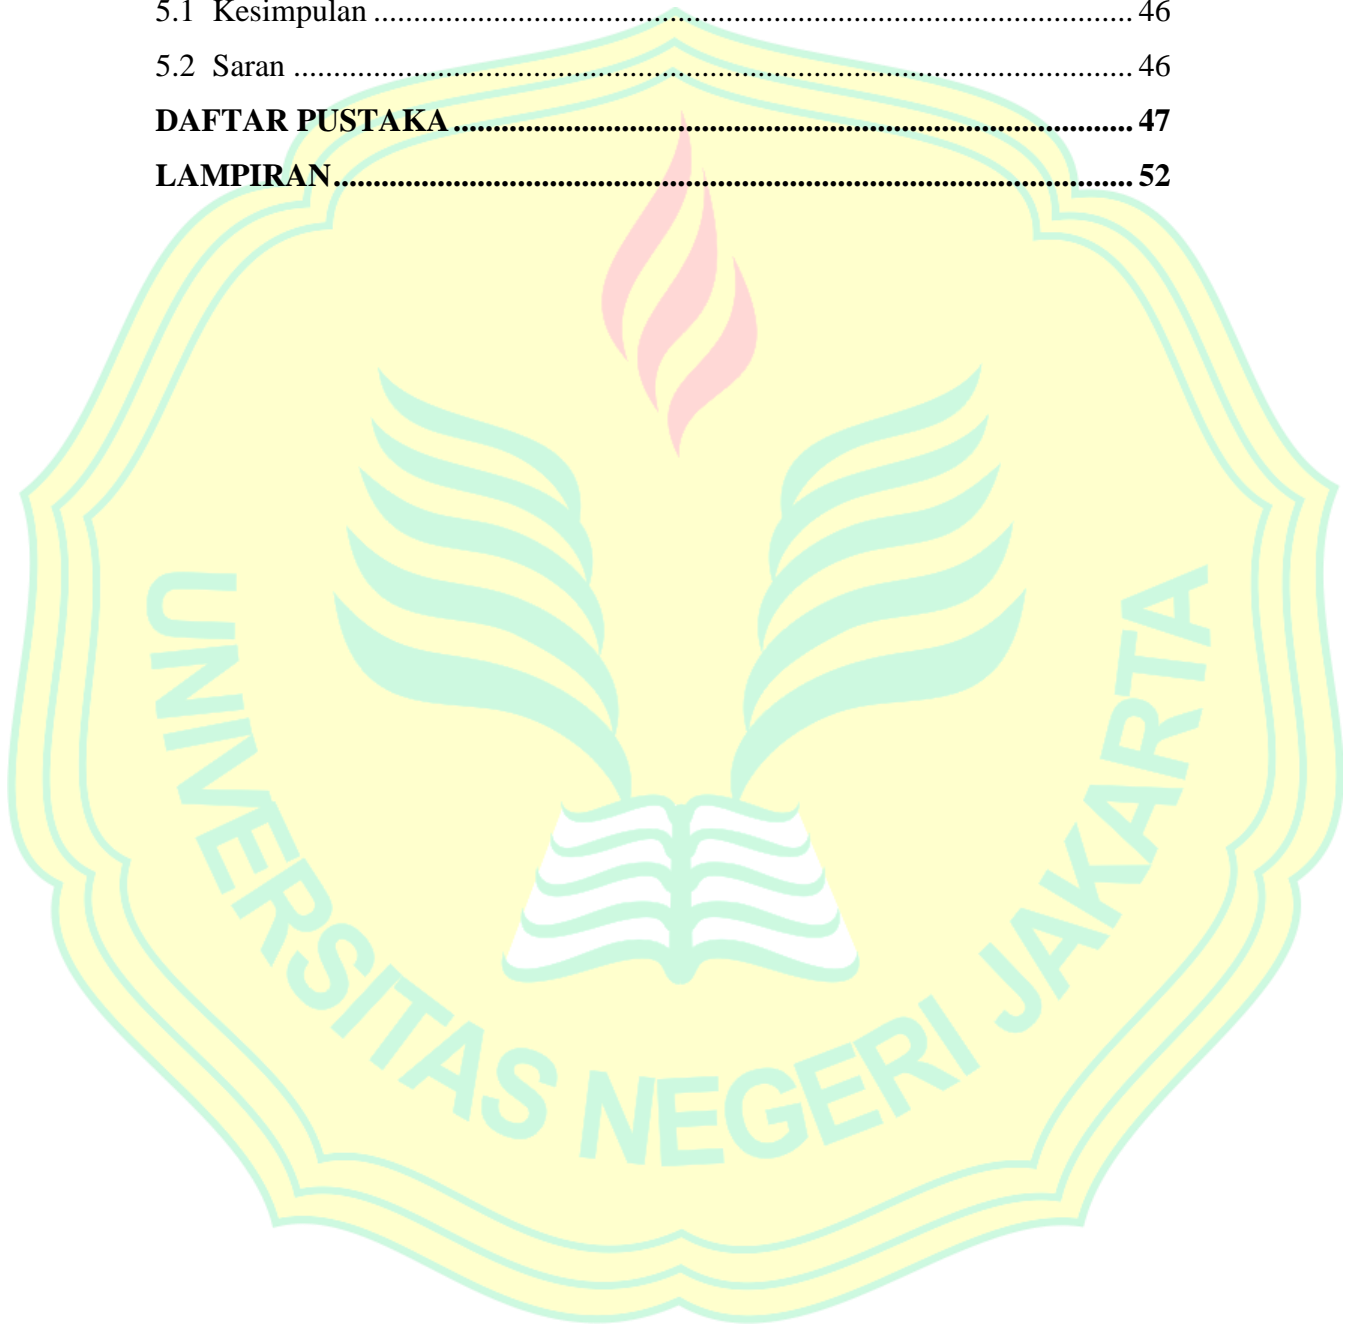 5.1 Kesimpulan ................................................................................................ 46
5.2 Saran .......................................................................................................... 46
DAFTAR PUSTAKA ...................................................................................... 47
LAMPIRAN..................................................................................................... 52
UNIVERSITAS NEGERI JAKARTA